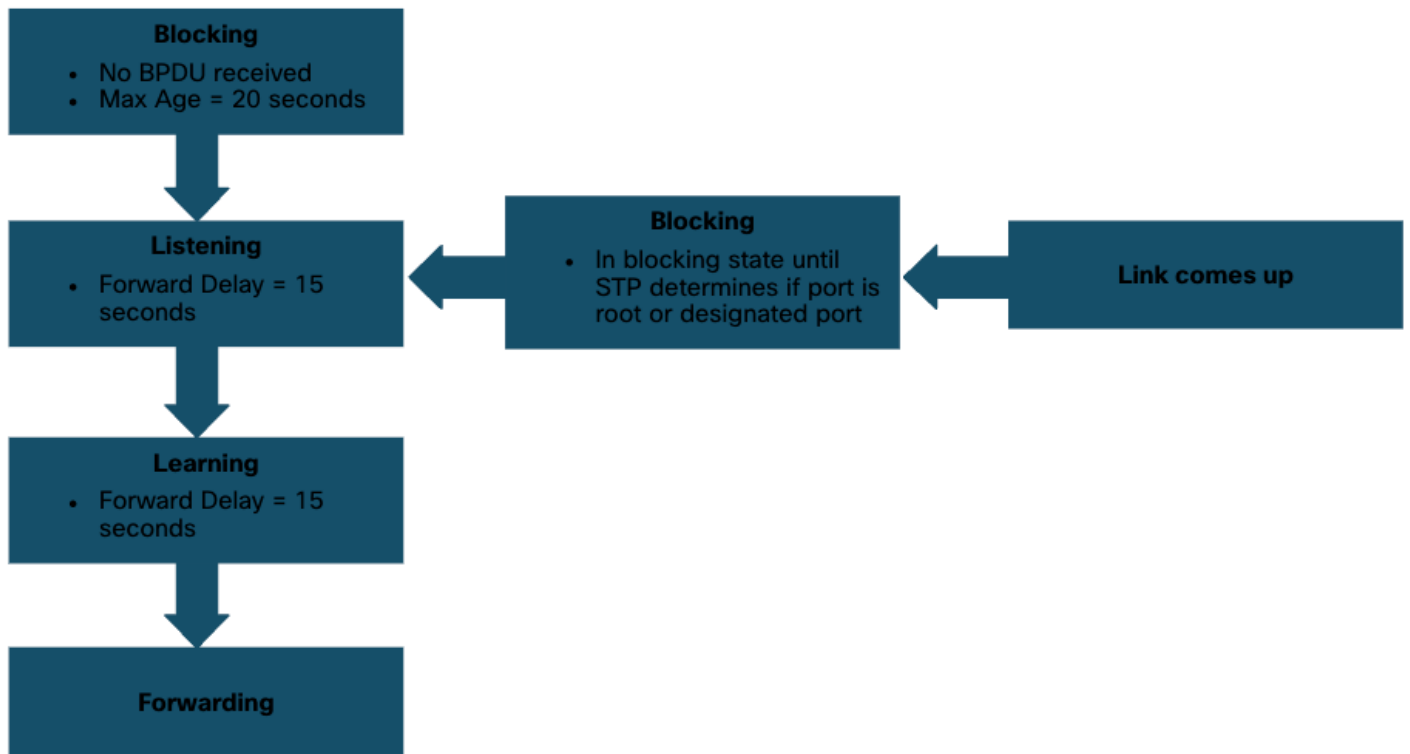 Blocking
• No BPDU received
• Max Age = 20 seconds
Listening
• Forward Delay = 15
seconds
Blocking
• In blocking state until
STP determines if port is
root or designated port
Link comes up
Learning
• Forward Delay = 15
seconds
Forwarding